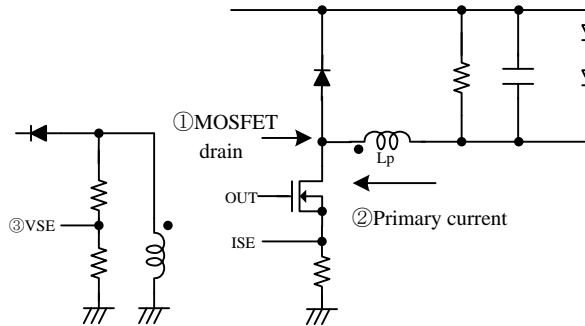 ①MOSFET
drain
Lp
OUT
②Primary current
③VSE
ISE